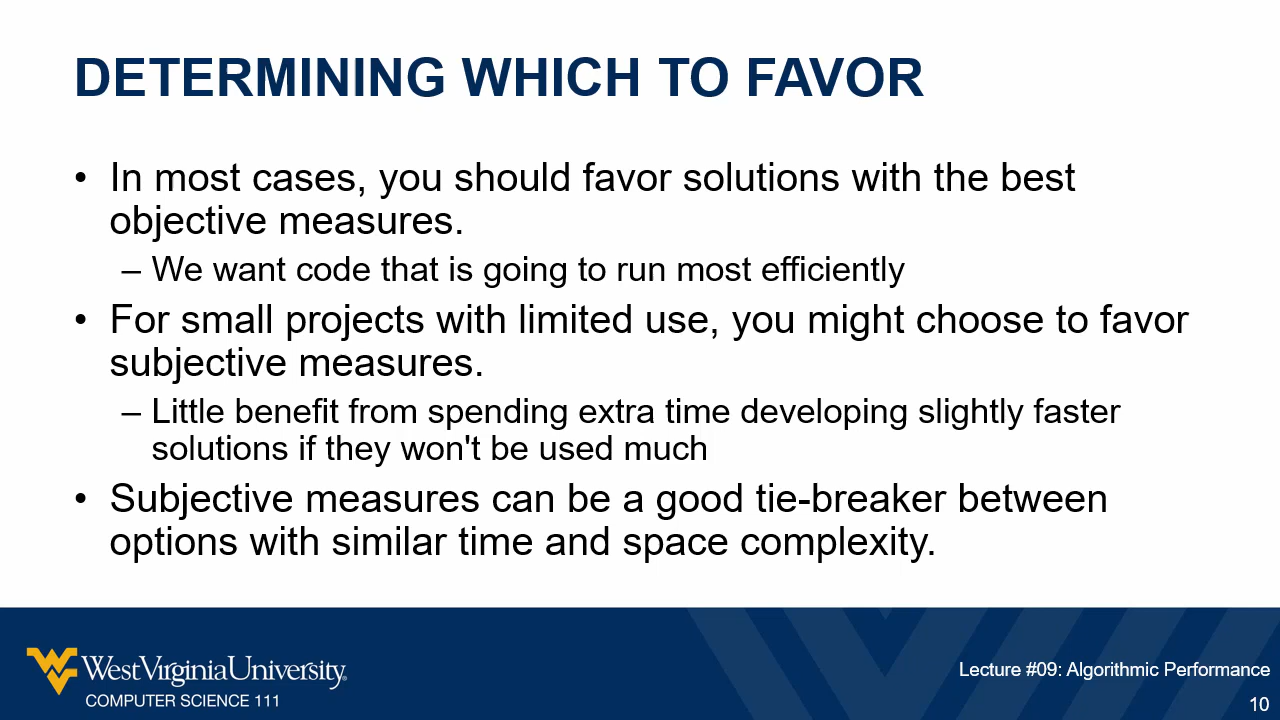 DETERMINING WHICH TO FAVOR
• In most cases, you should favor solutions with the best
objective measures.
– We want code that is going to run most efficiently
• For small projects with limited use, you might choose to favor
subjective measures.
– Little benefit from spending extra time developing slightly faster
solutions if they won't be used much
• Subjective measures can be a good tie-breaker between
options with similar time and space complexity.
WestVirginiaUniversity®
COMPUTER SCIENCE 111
Lecture #09: Algorithmic Performance
10